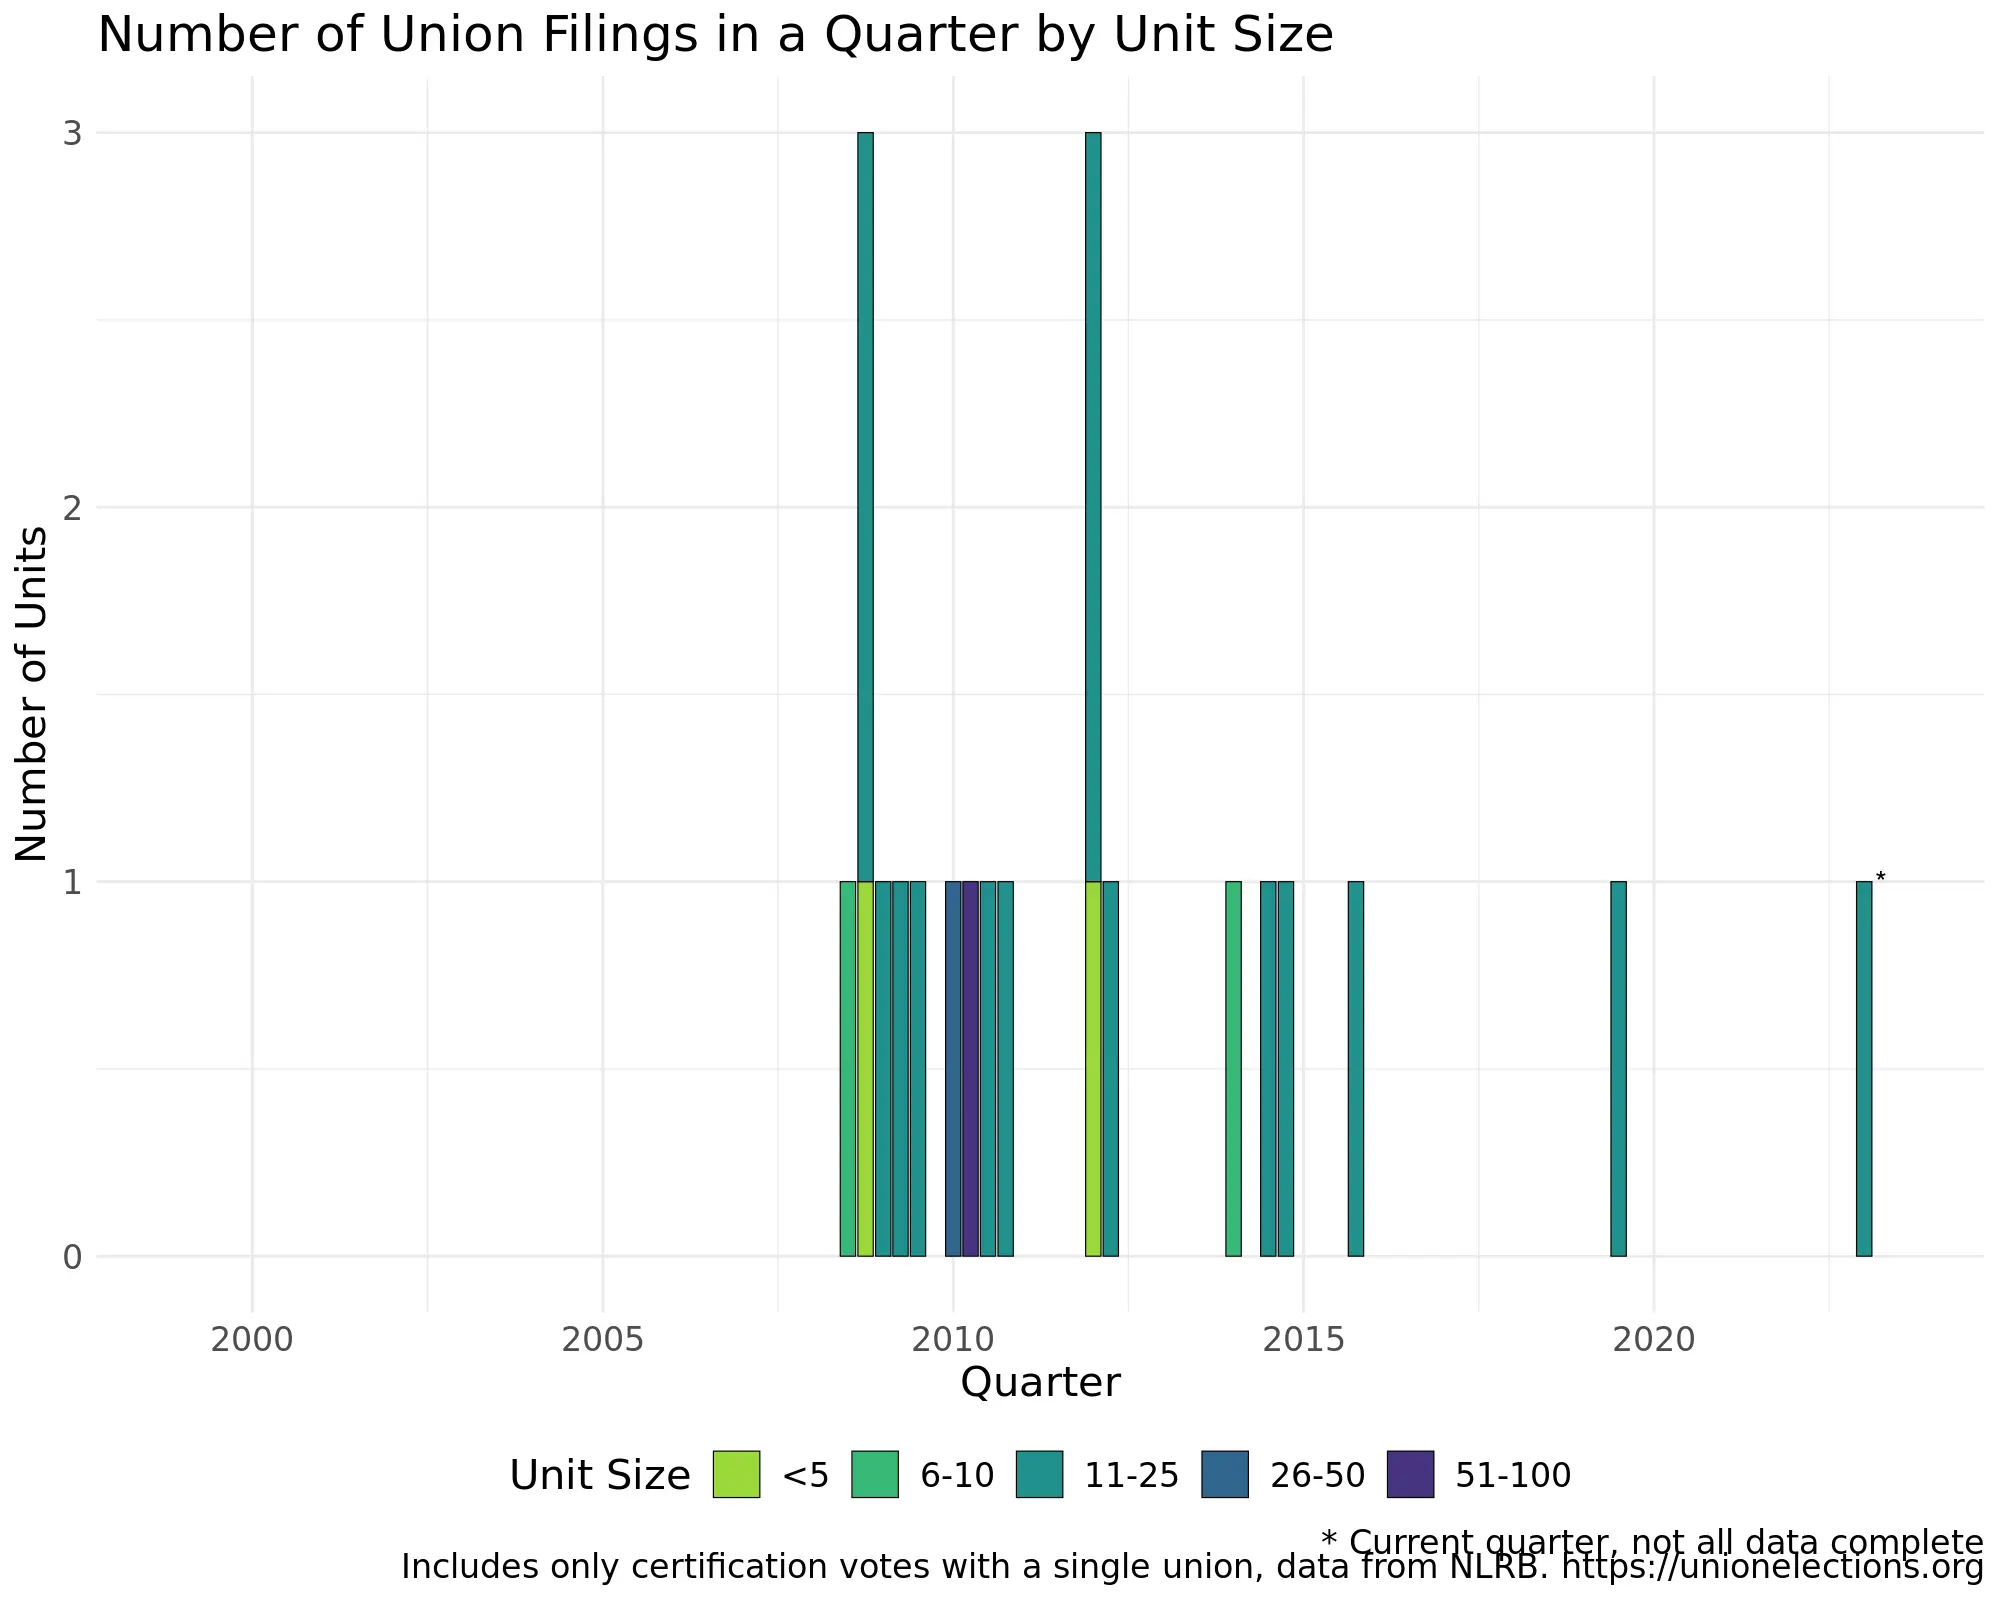 Number of Union Filings in a Quarter by Unit Size
Number of Units
3
2
1
0
*
2000 2005 2010 2015 2020
Quarter
Unit Size <5 6-10 11-25 26-50 51-100
* Current quarter, not all data complete
Includes only certification votes with a single union, data from NLRB. https://unionelections.org